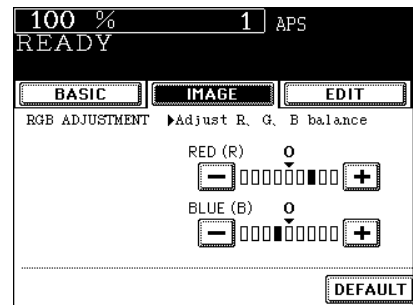 100 % 1 APS
READY
BASIC IMAGE EDIT
RGB ADJUSTMENT ▶Adjust R、G、B balance
RED (R) 0
− +
BLUE (B) 0
− +
DEFAULT